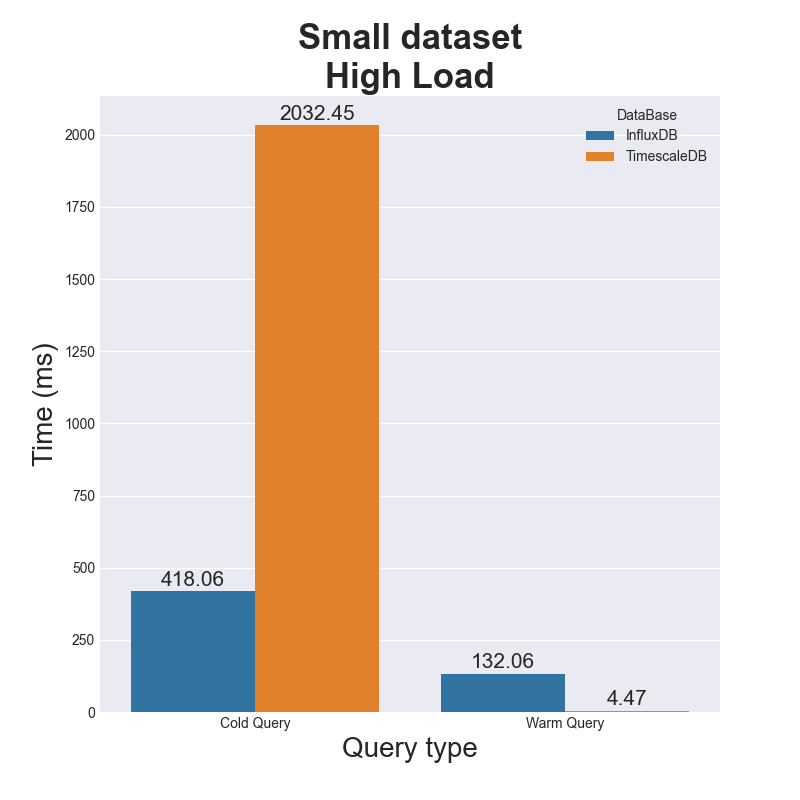 Small dataset
High Load
2032.45
DataBase
InfluxDB
TimescaleDB
2000
1750
1500
1250
1000
750
500
250
0
Time (ms)
418.06
132.06
4.47
Cold Query
Warm Query
Query type